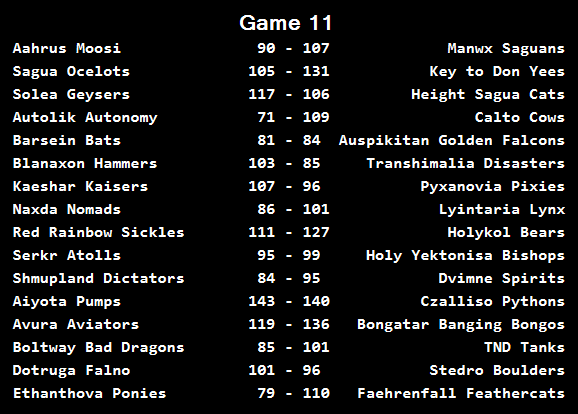 Game 11
Aahrus Moosi 90 - 107 Manwx Saguans
Sagua Ocelots 105 - 131 Key to Don Yees
Solea Geysers 117 - 106 Height Sagua Cats
Autolik Autonomy 71 - 109 Calto Cows
Barsein Bats 81 - 84 Auspikitan Golden Falcons
Blanaxon Hammers 103 - 85 Transhimalia Disasters
Kaeshar Kaisers 107 - 96 Pyxanovia Pixies
Naxda Nomads 86 - 101 Lyintaria Lynx
Red Rainbow Sickles 111 - 127 Holykol Bears
Serkr Atolls 95 - 99 Holy Yektonisa Bishops
Shmupland Dictators 84 - 95 Dvimne Spirits
Aiyota Pumps 143 - 140 Czalliso Pythons
Avura Aviators 119 - 136 Bongatar Banging Bongos
Boltway Bad Dragons 85 - 101 TND Tanks
Dotruga Falno 101 - 96 Stedro Boulders
Ethanthova Ponies 79 - 110 Faehrenfall Feathercats